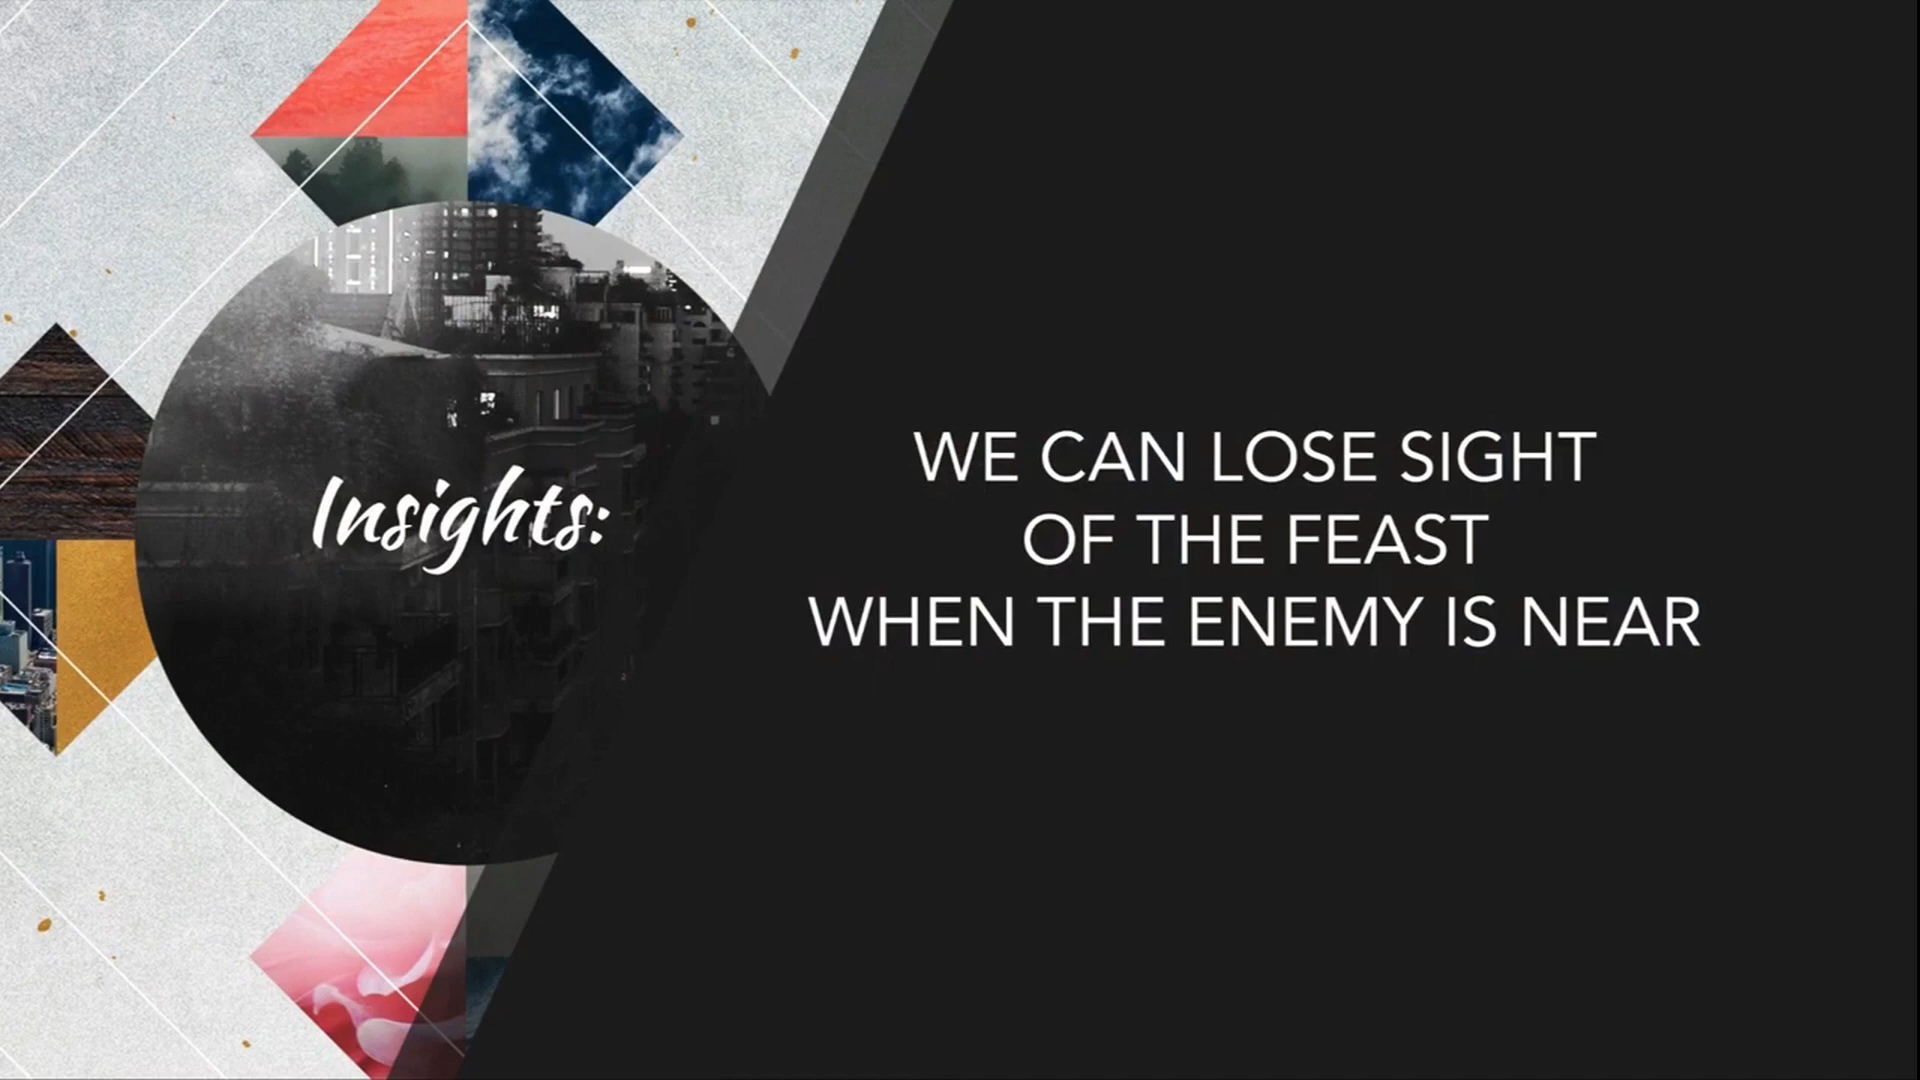 Insights:
WE CAN LOSE SIGHT
OF THE FEAST
WHEN THE ENEMY IS NEAR